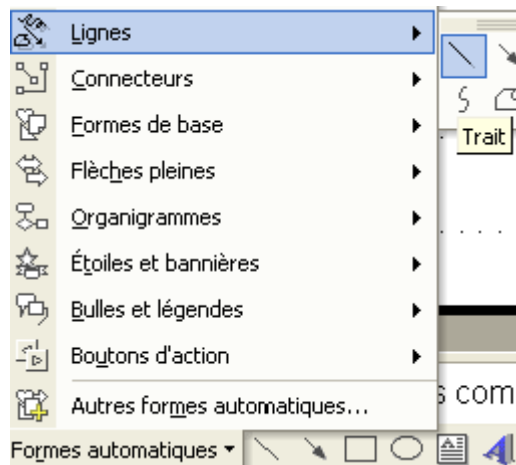 Lignes
Connecteurs
Formes de base
Flèches pleines
Organigrammes
Étoiles et bannières
Bulles et légendes
Boutons d'action
Autres formes automatiques...
Formes automatiques
Trait
s com